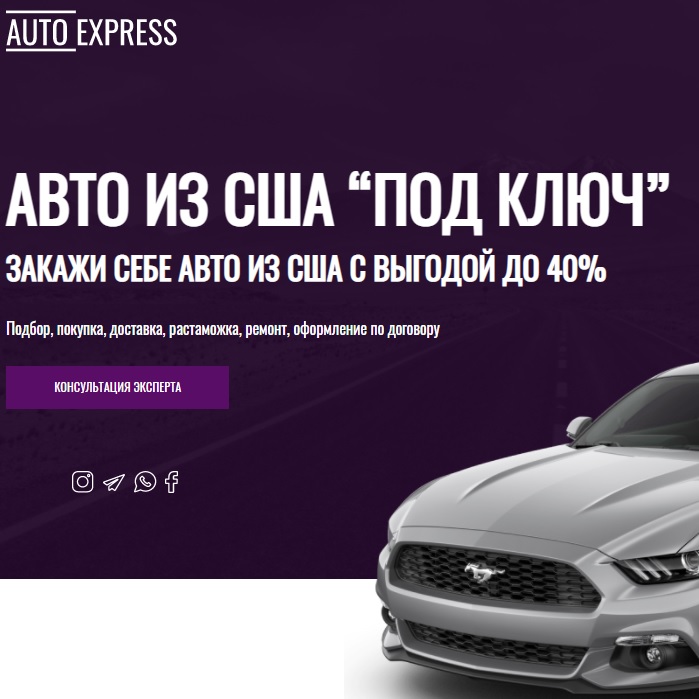 AUTO EXPRESS
АВТО ИЗ США “ПОД КЛЮЧ”
ЗАКАЖИ СЕБЕ АВТО ИЗ США С ВЫГОДОЙ ДО 40%
Подбор, покупка, доставка, растаможка, ремонт, оформление по договору
КОНСУЛЬТАЦИЯ ЭКСПЕРТА